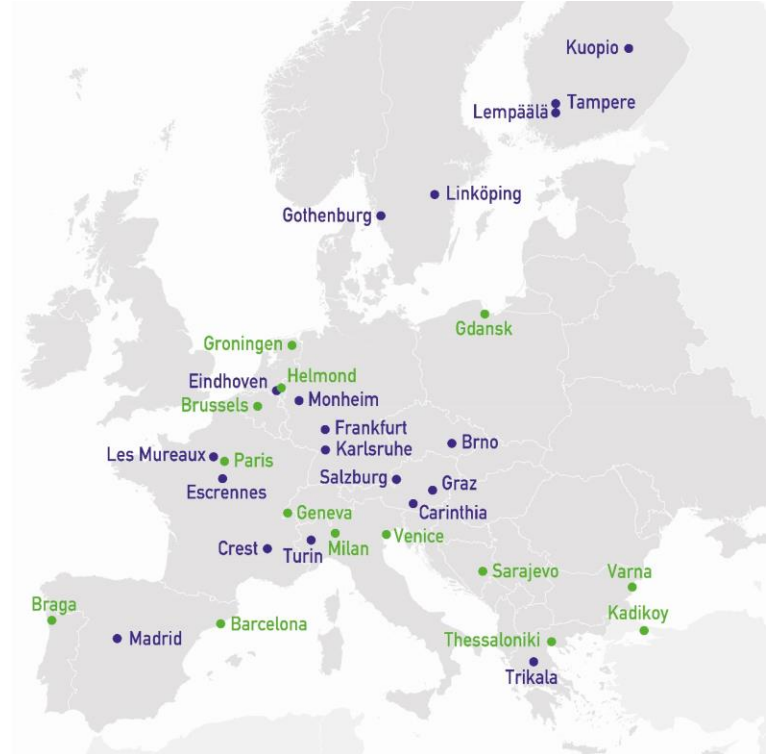 Kuopio
Tampere
Lempäälä
Linköping
Gothenburg
Gdansk
Groningen
Helmond
Eindhoven
Monheim
Brussels
Frankfurt
Brno
Karlsruhe
Les Mureaux
Paris
Salzburg
Graz
Escrennes
Carinthia
Geneva
Venice
Milan
Crest
Turin
Sarajevo
Varna
Braga
Kadikoy
Barcelona
Madrid
Thessaloniki
Trikala